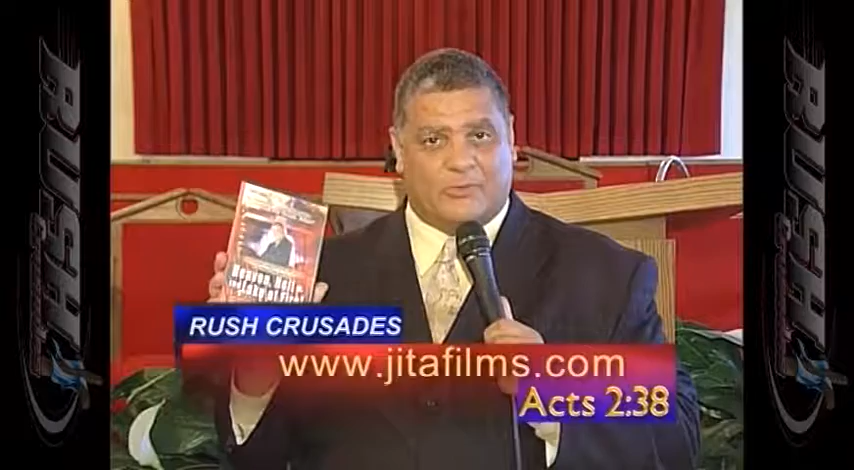 RUSH CRUSADES
www.jitafilms.com
Acts 2:38
Heaven, Hell
RUSH
RUSH